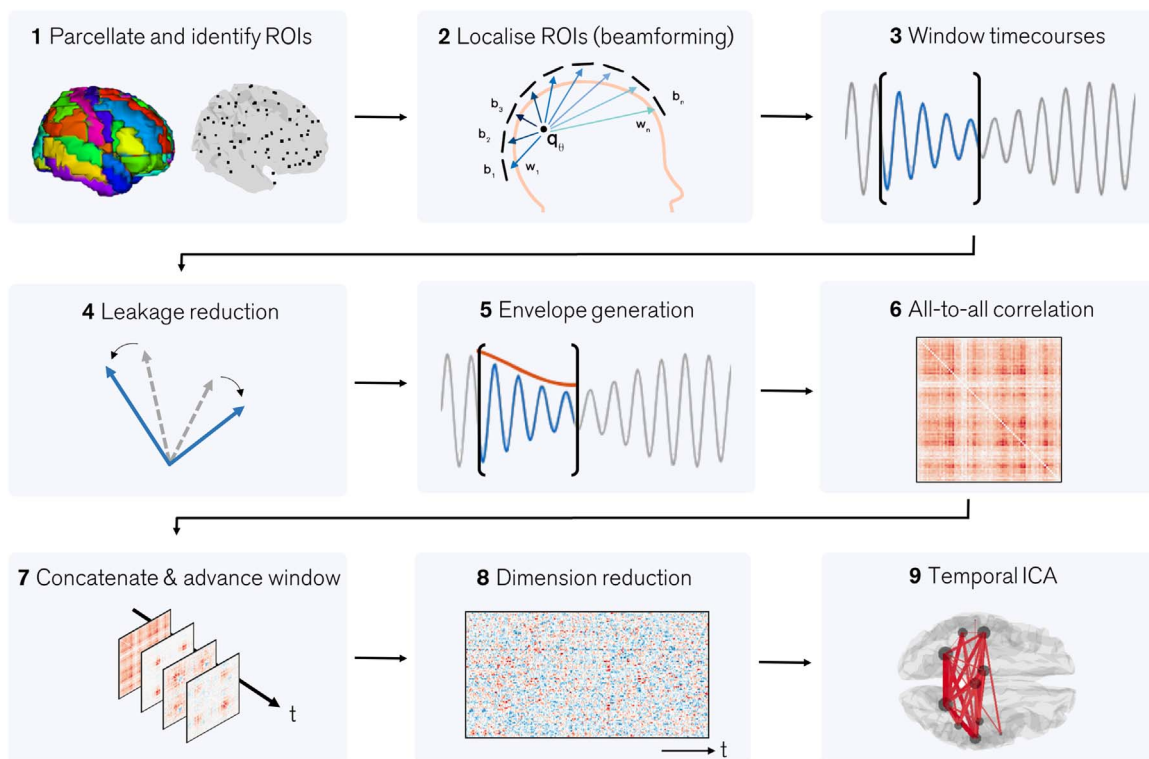 1 Parcellate and identify ROIs
2 Localise ROIs (beamforming)
b₁
b₂
b₃
bₙ
w₁
wₙ
qθ
3 Window timecourses
4 Leakage reduction
5 Envelope generation
6 All-to-all correlation
7 Concatenate & advance window
t
8 Dimension reduction
t
9 Temporal ICA